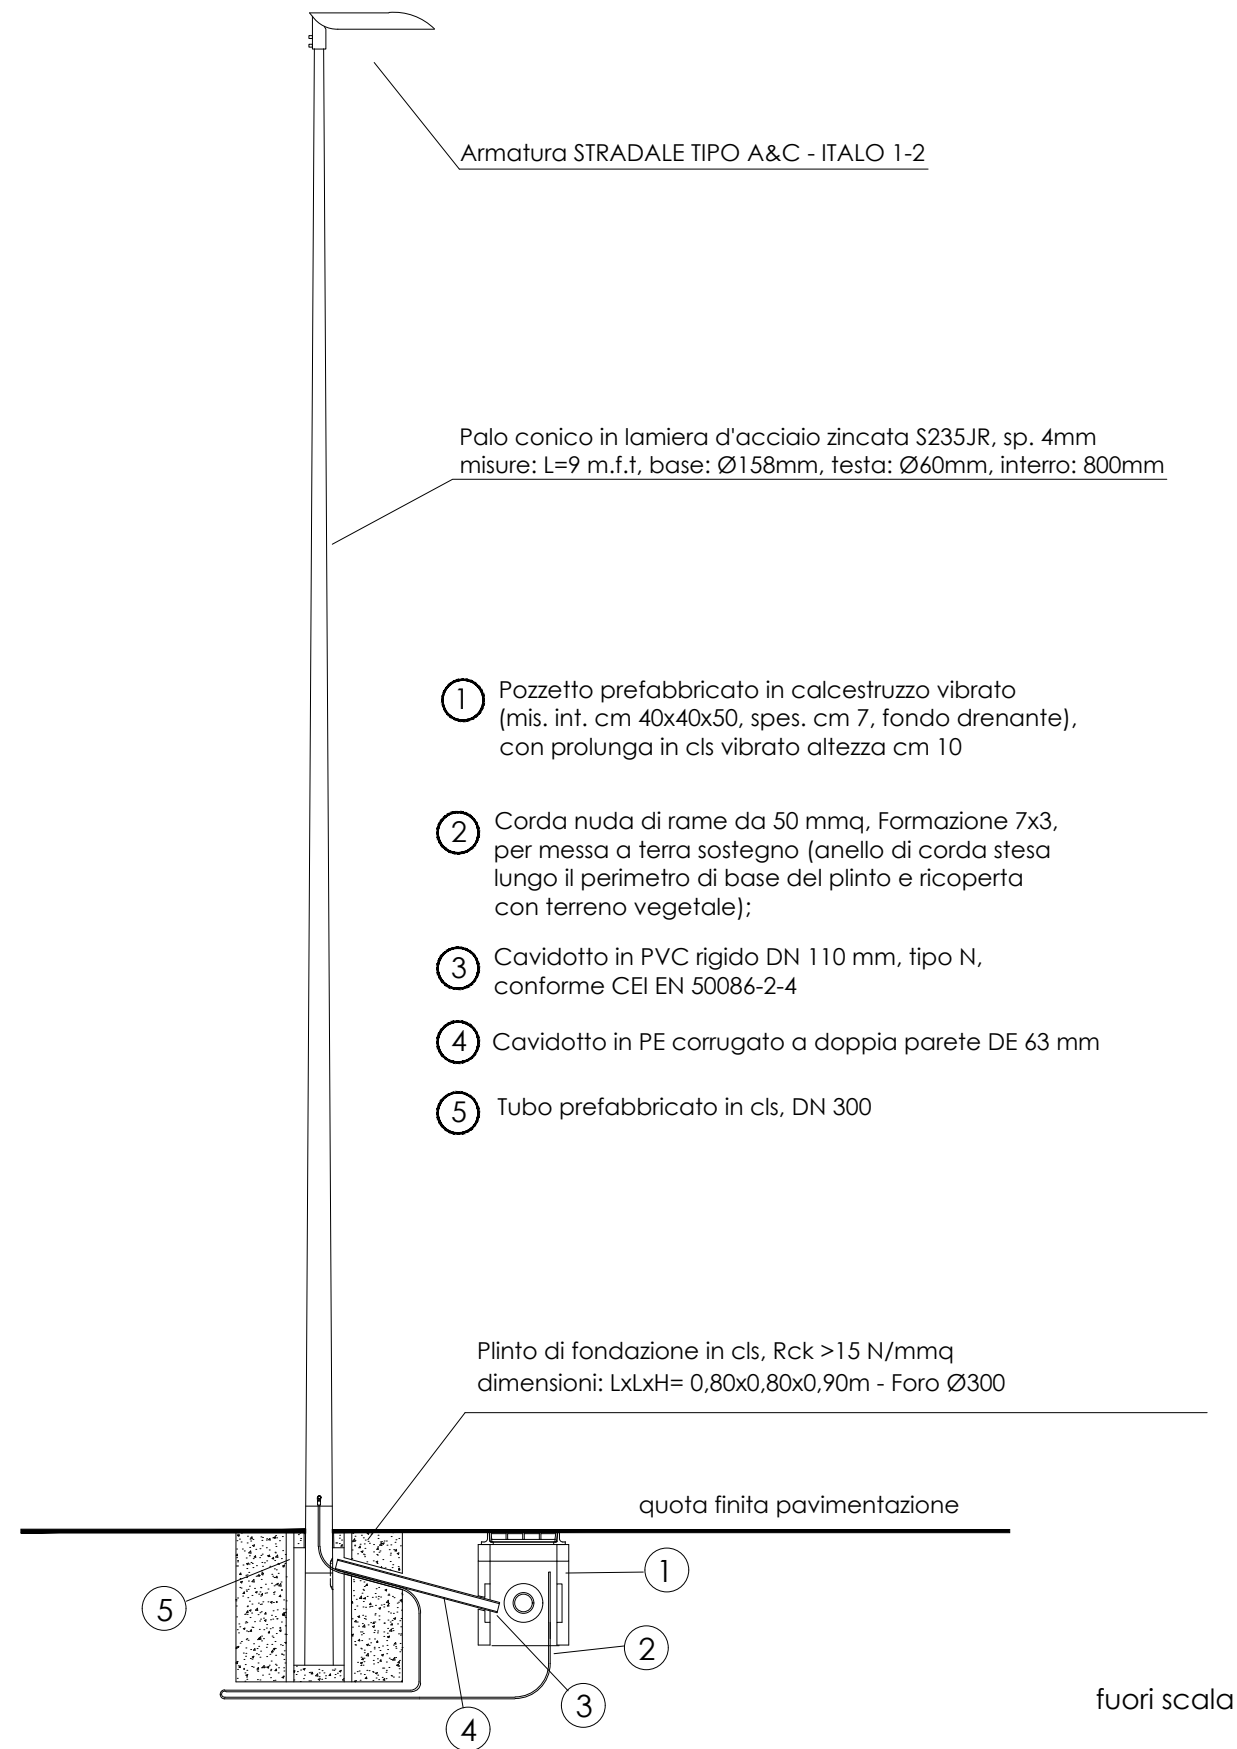 Armatura STRADALE TIPO A&C - ITALO 1-2
Palo conico in lamiera d'acciaio zincata S235JR, sp. 4mm
misure: L=9 m.f.t, base: Ø158mm, testa: Ø60mm, interro: 800mm
1 Pozzetto prefabbricato in calcestruzzo vibrato
(mis. int. cm 40x40x50, spes. cm 7, fondo drenante),
con prolunga in cls vibrato altezza cm 10
2 Corda nuda di rame da 50 mmq, Formazione 7x3,
per messa a terra sostegno (anello di corda stesa
lungo il perimetro di base del plinto e ricoperta
con terreno vegetale);
3 Cavidotto in PVC rigido DN 110 mm, tipo N,
conforme CEI EN 50086-2-4
4 Cavidotto in PE corrugato a doppia parete DE 63 mm
5 Tubo prefabbricato in cls, DN 300
Plinto di fondazione in cls, Rck >15 N/mmq
dimensioni: LxLxH= 0,80x0,80x0,90m - Foro Ø300
quota finita pavimentazione
1
5
2
3
4
fuori scala